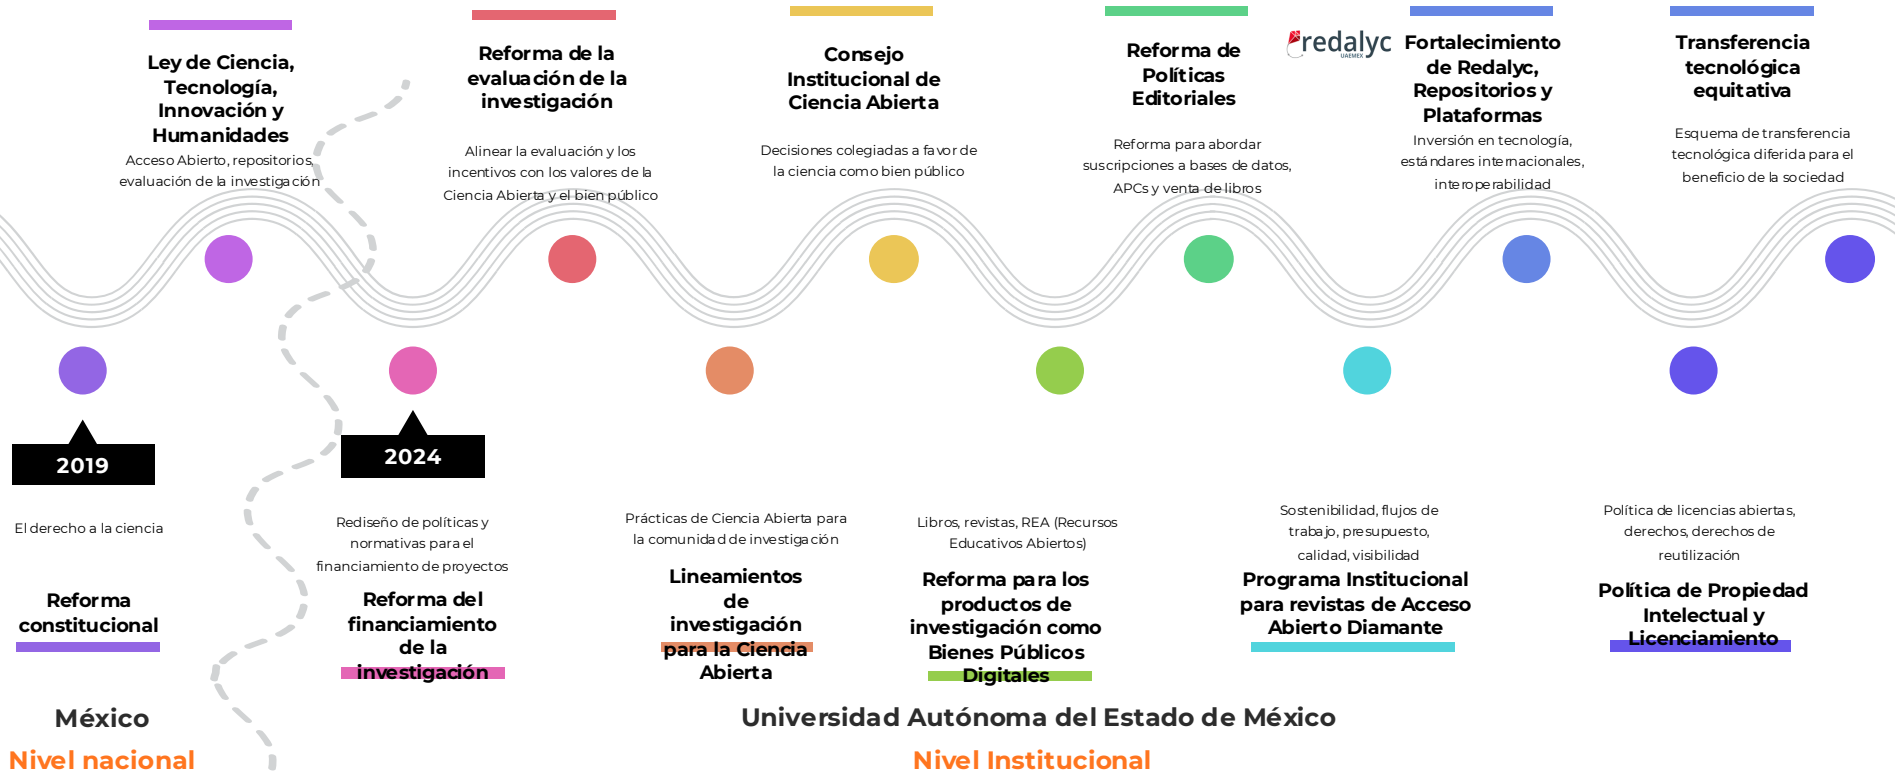 Ley de Ciencia,
Tecnología,
Innovación y
Humanidades
Acceso Abierto, repositorios,
evaluación de la investigación
Reforma de la
evaluación de la
investigación
Alinear la evaluación y los
incentivos con los valores de la
Ciencia Abierta y el bien público
Consejo
Institucional de
Ciencia Abierta
Decisiones colegiadas a favor de
la ciencia como bien público
Reforma de
Políticas
Editoriales
Reforma para abordar
suscripciones a bases de datos,
APCs y venta de libros
redalyc
UAEMEX
Fortalecimiento
de Redalyc,
Repositorios y
Plataformas
Inversión en tecnología,
estándares internacionales,
interoperabilidad
Transferencia
tecnológica
equitativa
Esquema de transferencia
tecnológica diferida para el
beneficio de la sociedad
2019
El derecho a la ciencia
Reforma
constitucional
2024
Rediseño de políticas y
normativas para el
financiamiento de proyectos
Reforma del
financiamiento
de la
investigación
Prácticas de Ciencia Abierta para
la comunidad de investigación
Lineamientos
de
investigación
para la Ciencia
Abierta
Libros, revistas, REA (Recursos
Educativos Abiertos)
Reforma para los
productos de
investigación como
Bienes Públicos
Digitales
Sostenibilidad, flujos de
trabajo, presupuesto,
calidad, visibilidad
Programa Institucional
para revistas de Acceso
Abierto Diamante
Política de licencias abiertas,
derechos, derechos de
reutilización
Política de Propiedad
Intelectual y
Licenciamiento
México
Nivel nacional
Universidad Autónoma del Estado de México
Nivel Institucional